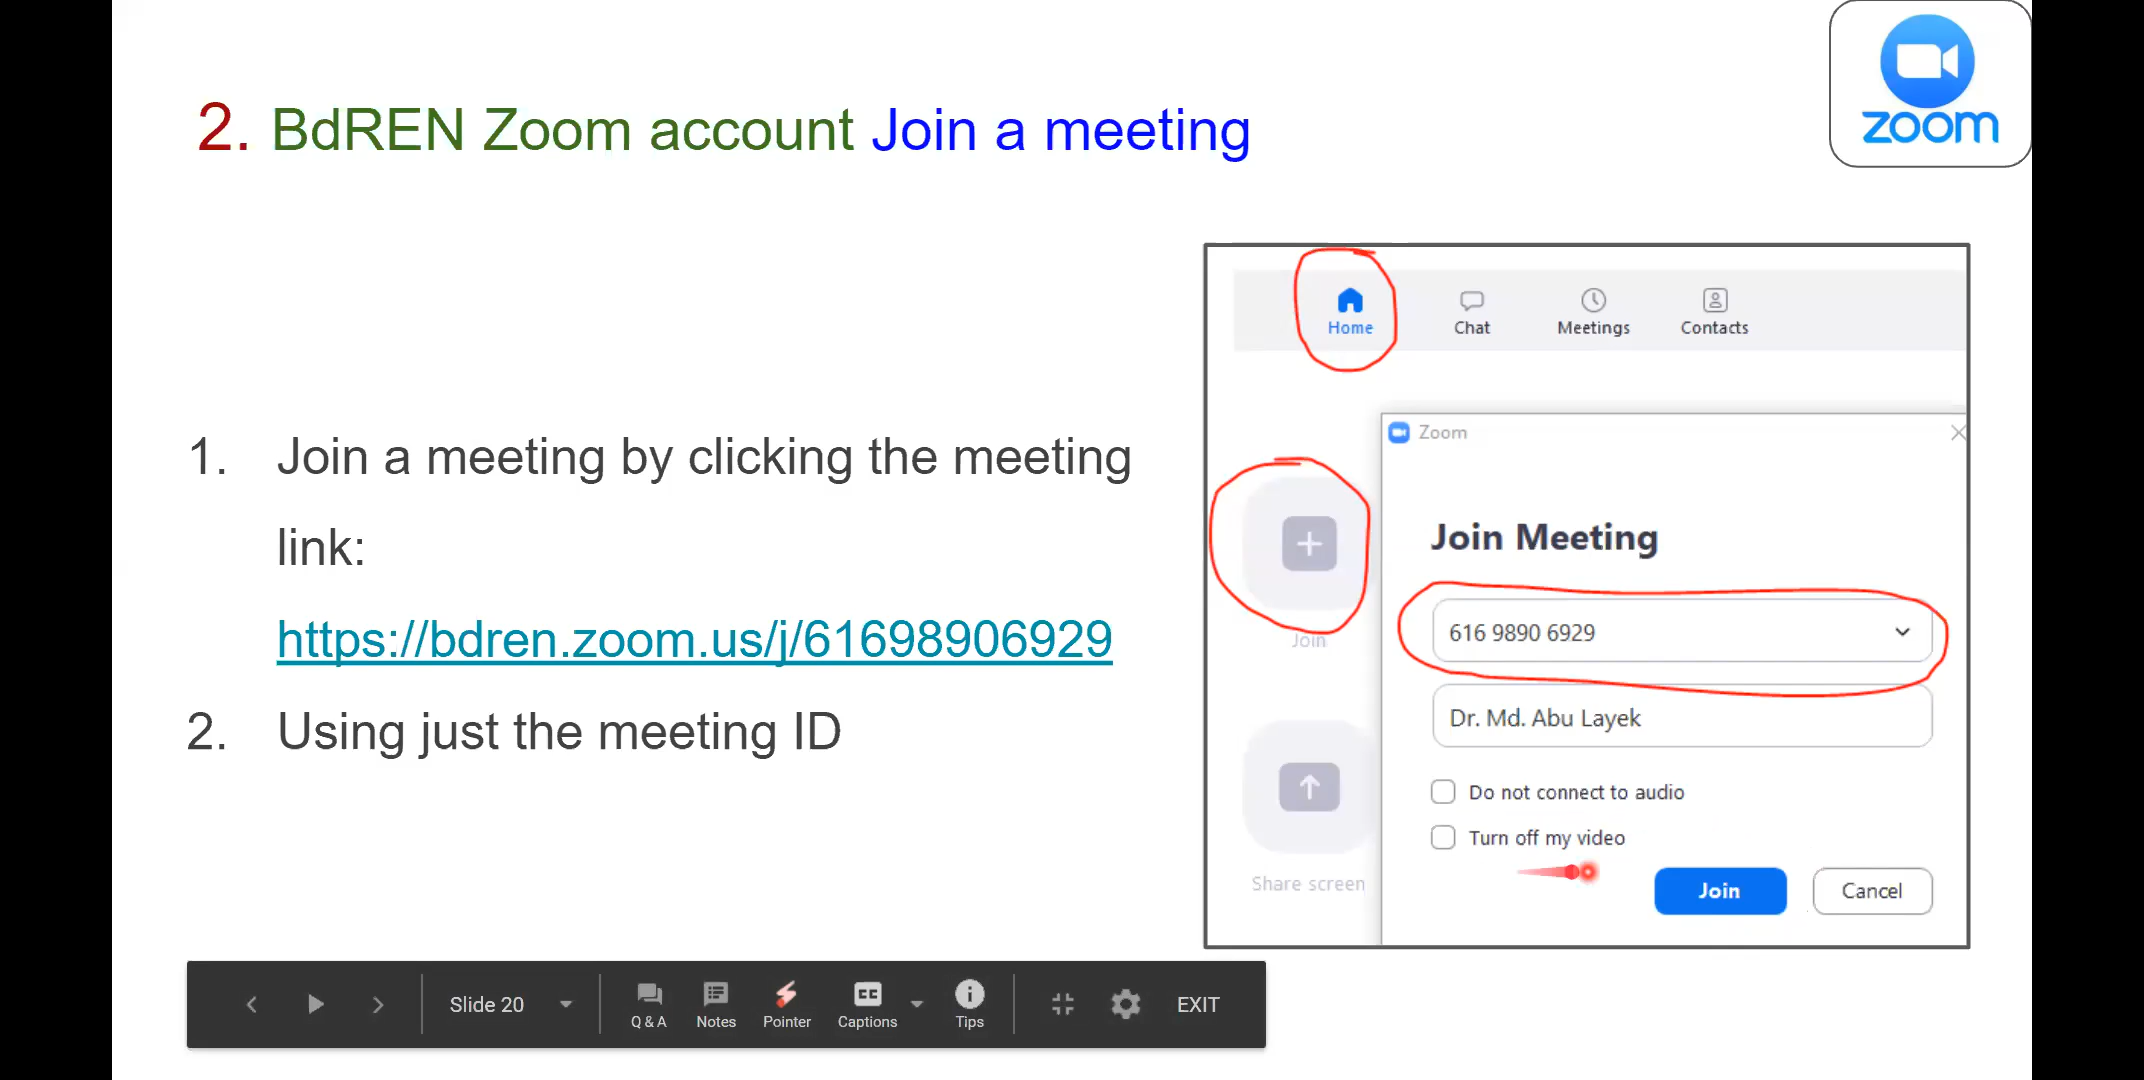 zoom
2. BdREN Zoom account Join a meeting
1. Join a meeting by clicking the meeting
link:
https://bdren.zoom.us/j/61698906929
2. Using just the meeting ID
Home Chat Meetings Contacts
Zoom
Join Meeting
616 9890 6929
Join
Dr. Md. Abu Layek
Do not connect to audio
Turn off my video
Share screen
Join Cancel
Slide 20 Q & A Notes Pointer Captions Tips EXIT